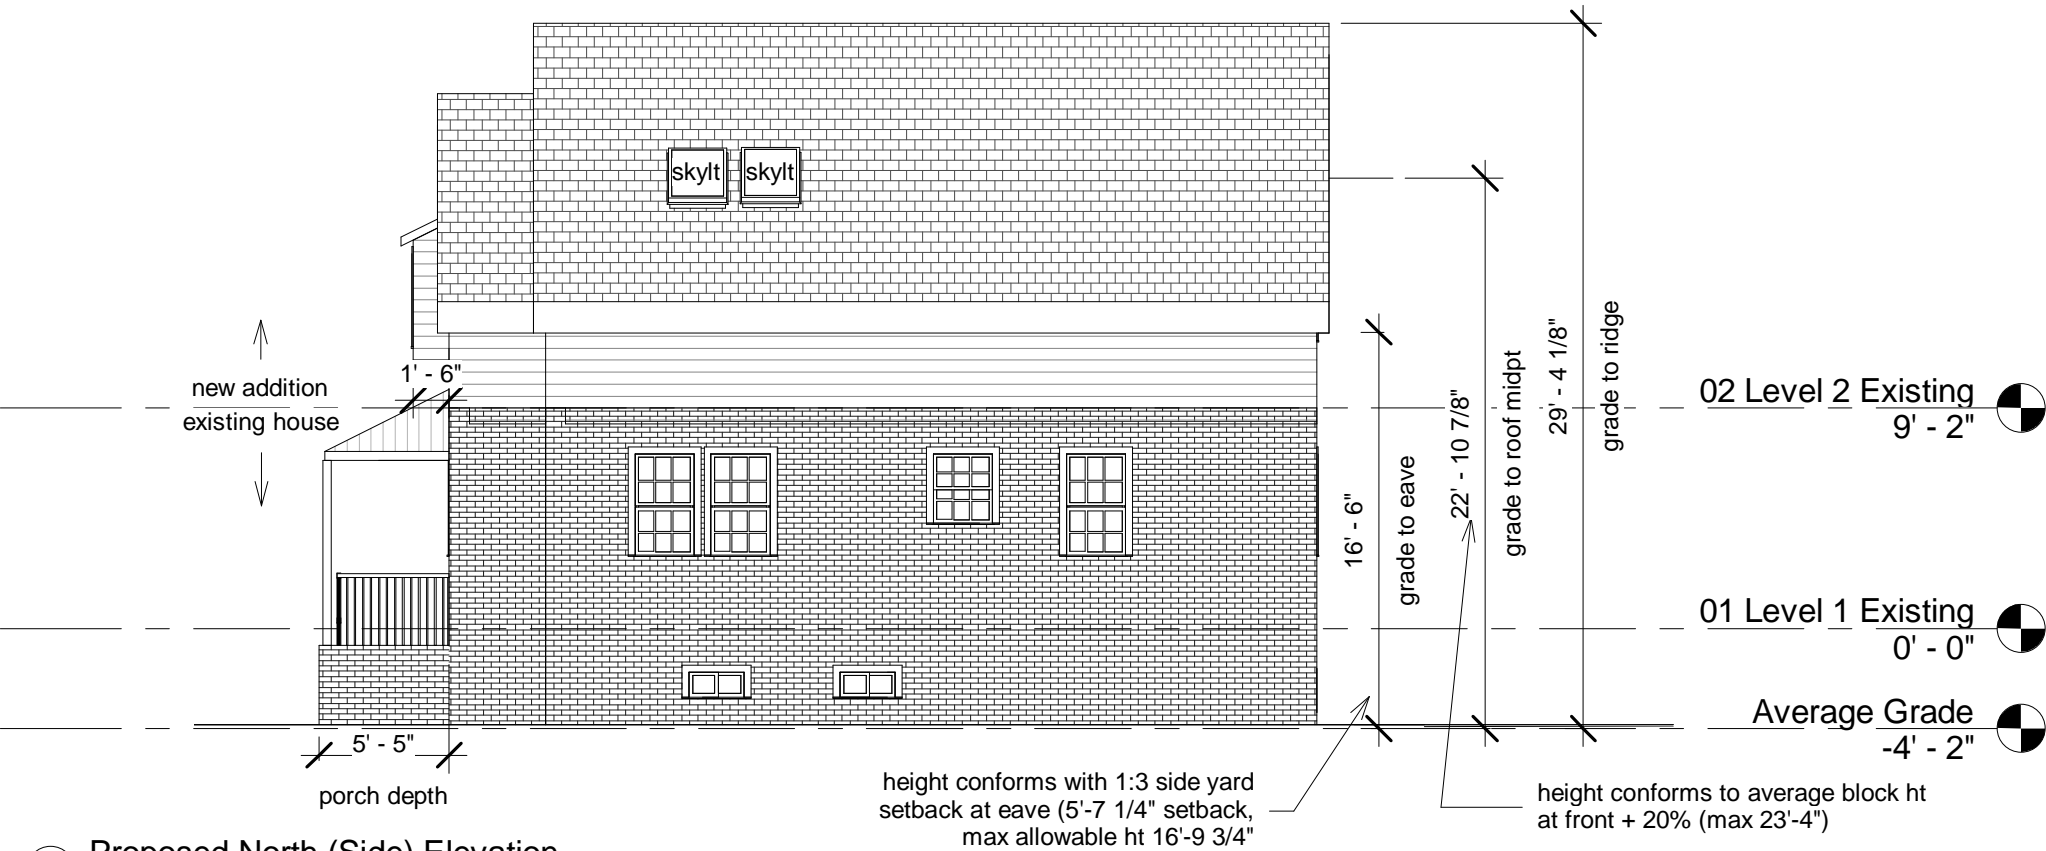 skylt
skylt
1' - 6"
new addition
existing house
5' - 5"
porch depth
16' - 6"
grade to eave
22' - 10 7/8"
grade to roof midpt
29' - 4 1/8"
grade to ridge
02 Level 2 Existing
9' - 2"
01 Level 1 Existing
0' - 0"
Average Grade
-4' - 2"
height conforms with 1:3 side yard
setback at eave (5'-7 1/4" setback,
max allowable ht 16'-9 3/4"
height conforms to average block ht
at front + 20% (max 23'-4")
Proposed North (Side) Elevation